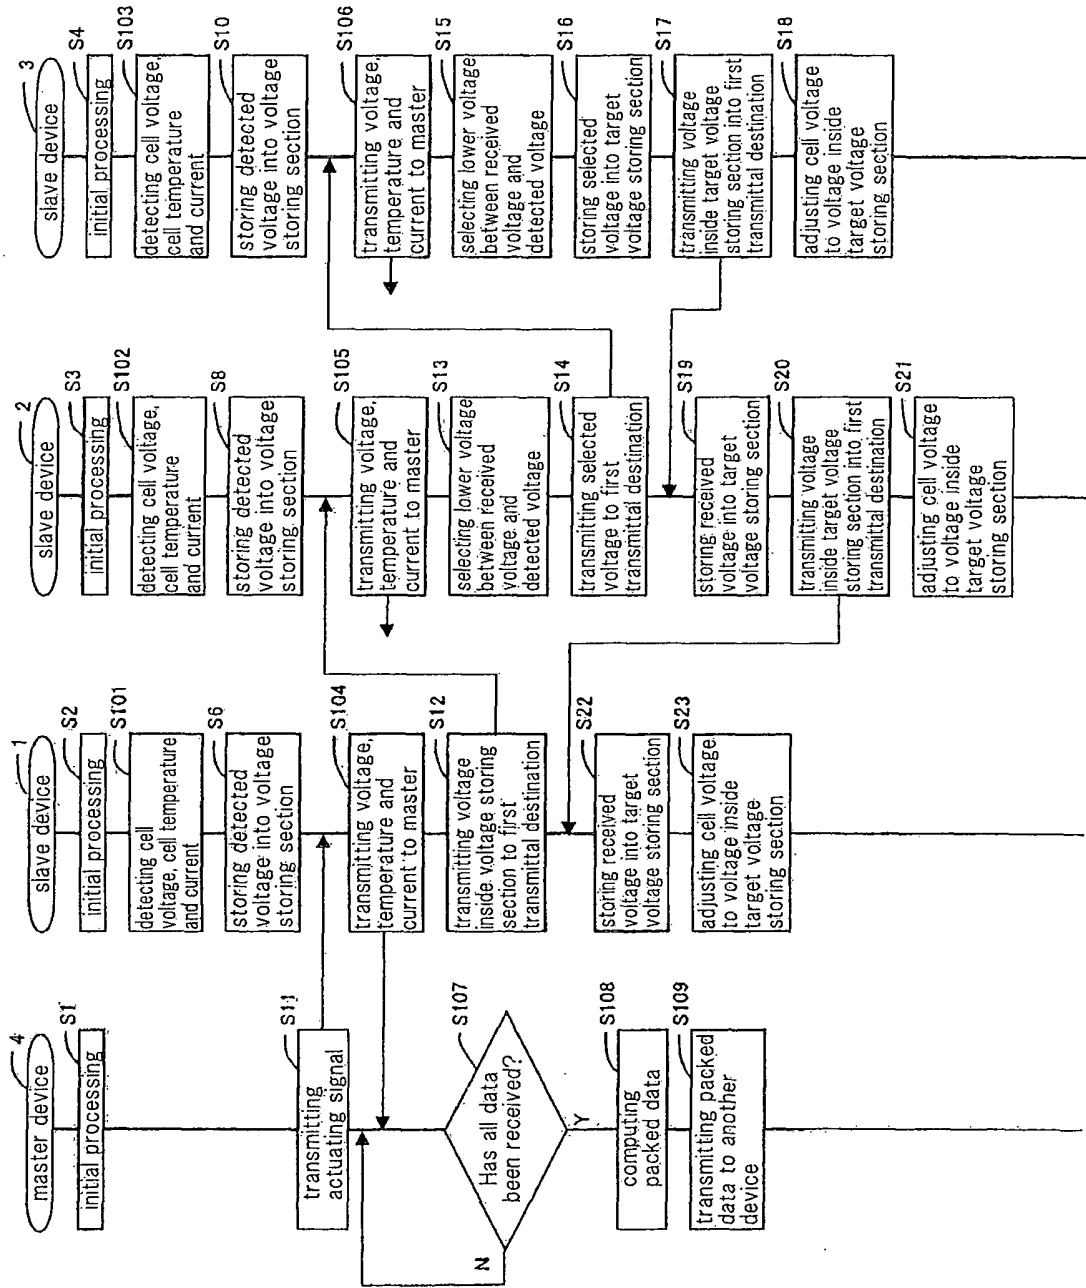 4
master device
S1
initial processing
S11
transmitting
actuating signal
S107
Has all data
been received?
N
Y
S108
computing
packed data
S109
transmitting packed
data to another
device
1
slave device
S2
initial processing
S101
detecting cell
voltage, cell temperature
and current
S6
storing detected
voltage into voltage
storing section
S104
transmitting voltage,
temperature and
current to master
S12
transmitting voltage
inside voltage storing
section to first
transmittal destination
S22
storing received
voltage into target
voltage storing section
S23
adjusting cell voltage
to voltage inside
target voltage
storing section
2
slave device
S3
initial processing
S102
detecting cell voltage,
cell temperature
and current
S8
storing detected
voltage into voltage
storing section
S105
transmitting voltage,
temperature and
current to master
S13
selecting lower voltage
between received
voltage and
detected voltage
S14
transmitting selected
voltage to first
transmittal destination
S19
storing received
voltage into target
voltage storing section
S20
transmitting voltage
inside target voltage
storing section into first
transmittal destination
S21
adjusting cell voltage
to voltage inside
target voltage
storing section
3
slave device
S4
initial processing
S103
detecting cell voltage,
cell temperature
and current
S10
storing detected
voltage into voltage
storing section
S106
transmitting voltage,
temperature and
current to master
S15
selecting lower voltage
between received
voltage and
detected voltage
S16
storing selected
voltage into target
voltage storing section
S17
transmitting voltage
inside target voltage
storing section into first
transmittal destination
S18
adjusting cell voltage
to voltage inside
target voltage
storing section